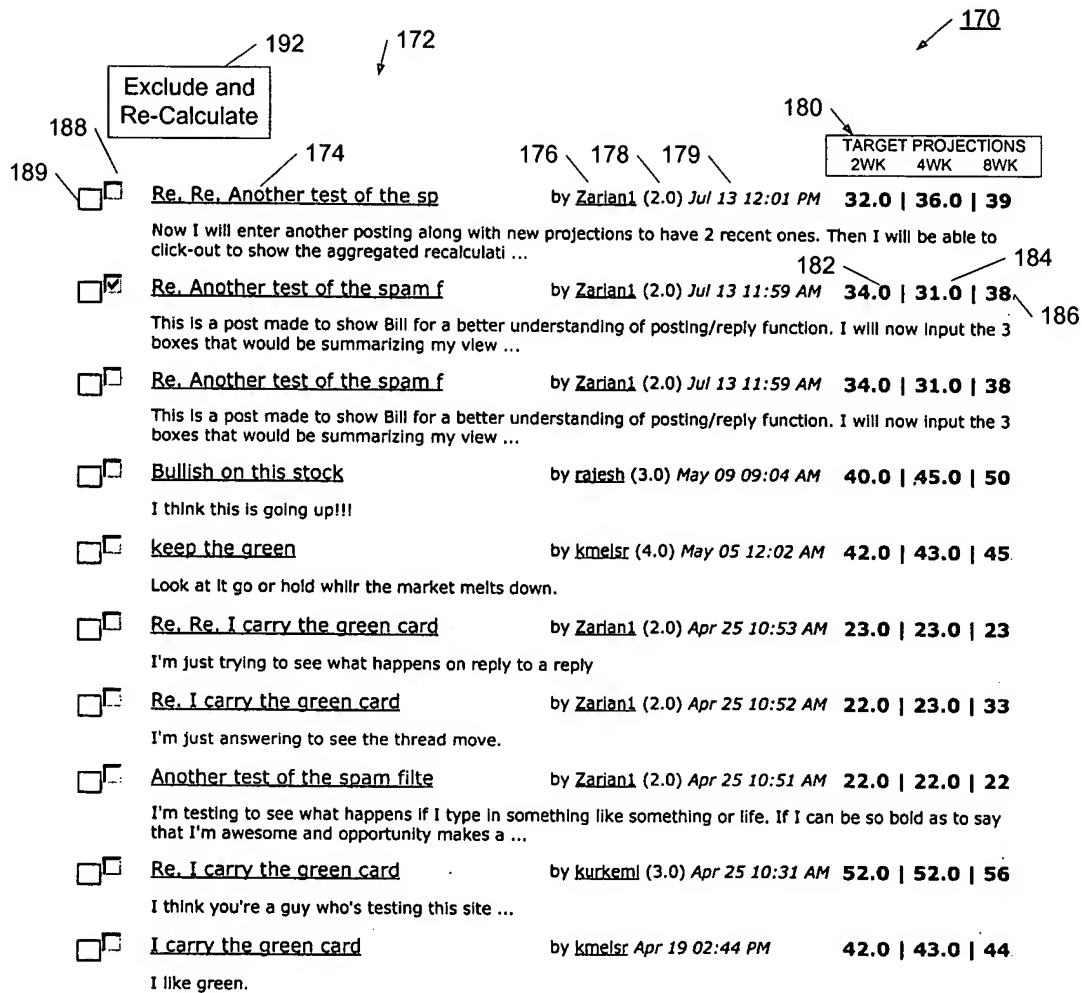 192 172 170
Exclude and
Re-Calculate
188 180
TARGET PROJECTIONS
2WK 4WK 8WK
189 174 176 178 179
Re, Re, Another test of the sp by Zarian1 (2.0) Jul 13 12:01 PM 32.0 | 36.0 | 39
Now I will enter another posting along with new projections to have 2 recent ones. Then I will be able to
click-out to show the aggregated recalculati ...
182 184
Re, Another test of the spam f by Zarian1 (2.0) Jul 13 11:59 AM 34.0 | 31.0 | 38
186
This is a post made to show Bill for a better understanding of posting/reply function. I will now input the 3
boxes that would be summarizing my view ...
Re, Another test of the spam f by Zarian1 (2.0) Jul 13 11:59 AM 34.0 | 31.0 | 38
This is a post made to show Bill for a better understanding of posting/reply function. I will now input the 3
boxes that would be summarizing my view ...
Bullish on this stock by rajesh (3.0) May 09 09:04 AM 40.0 | 45.0 | 50
I think this is going up!!!
keep the green by kmelsr (4.0) May 05 12:02 AM 42.0 | 43.0 | 45
Look at it go or hold whilr the market melts down.
Re, Re, I carry the green card by Zarian1 (2.0) Apr 25 10:53 AM 23.0 | 23.0 | 23
I'm just trying to see what happens on reply to a reply
Re, I carry the green card by Zarian1 (2.0) Apr 25 10:52 AM 22.0 | 23.0 | 33
I'm just answering to see the thread move.
Another test of the spam filte by Zarian1 (2.0) Apr 25 10:51 AM 22.0 | 22.0 | 22
I'm testing to see what happens if I type in something like something or life. If I can be so bold as to say
that I'm awesome and opportunity makes a ...
Re, I carry the green card by kurkeml (3.0) Apr 25 10:31 AM 52.0 | 52.0 | 56
I think you're a guy who's testing this site ...
I carry the green card by kmelsr Apr 19 02:44 PM 42.0 | 43.0 | 44
I like green.